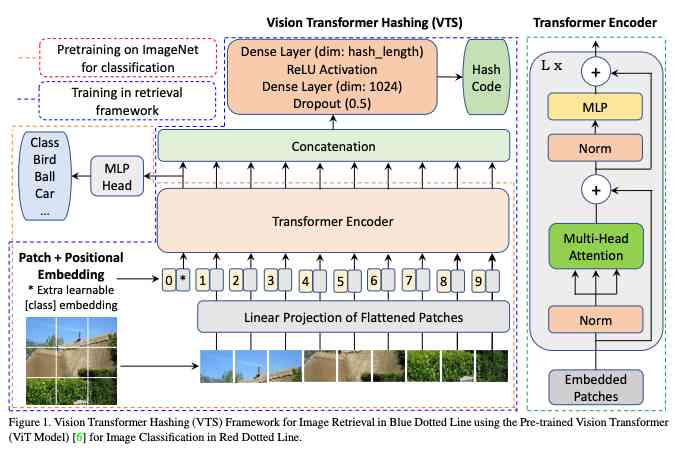 Vision Transformer Hashing (VTS)
Transformer Encoder
Pretraining on ImageNet
for classification
Training in retrieval
framework
Dense Layer (dim: hash_length)
ReLU Activation
Dense Layer (dim: 1024)
Dropout (0.5)
Hash
Code
Concatenation
Class
Bird
Ball
Car
...
MLP
Head
Transformer Encoder
Patch + Positional
Embedding
* Extra learnable
[class] embedding
0 * 1 2 3 4 5 6 7 8 9
Linear Projection of Flattened Patches
L x
+
MLP
Norm
+
Multi-Head
Attention
Norm
Embedded
Patches
Figure 1. Vision Transformer Hashing (VTS) Framework for Image Retrieval in Blue Dotted Line using the Pre-trained Vision Transformer
(ViT Model) [6] for Image Classification in Red Dotted Line.